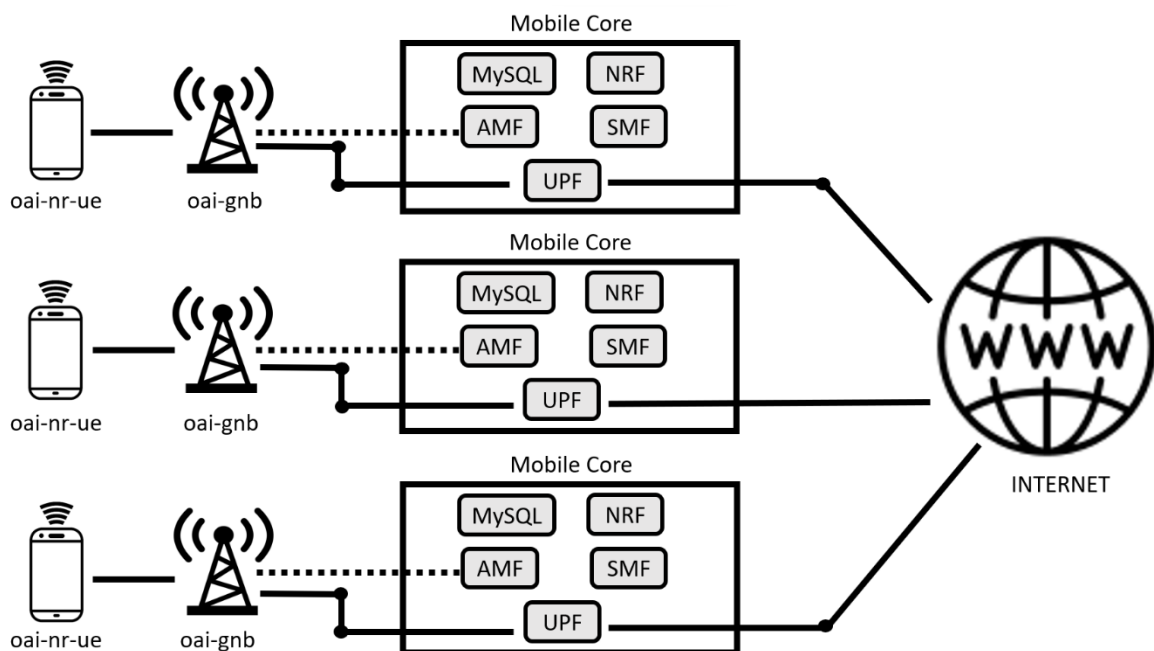 Mobile Core
MySQL NRF
AMF SMF
UPF
oai-nr-ue oai-gnb
Mobile Core
MySQL NRF
AMF SMF
UPF
oai-nr-ue oai-gnb
WWW
INTERNET
Mobile Core
MySQL NRF
AMF SMF
UPF
oai-nr-ue oai-gnb